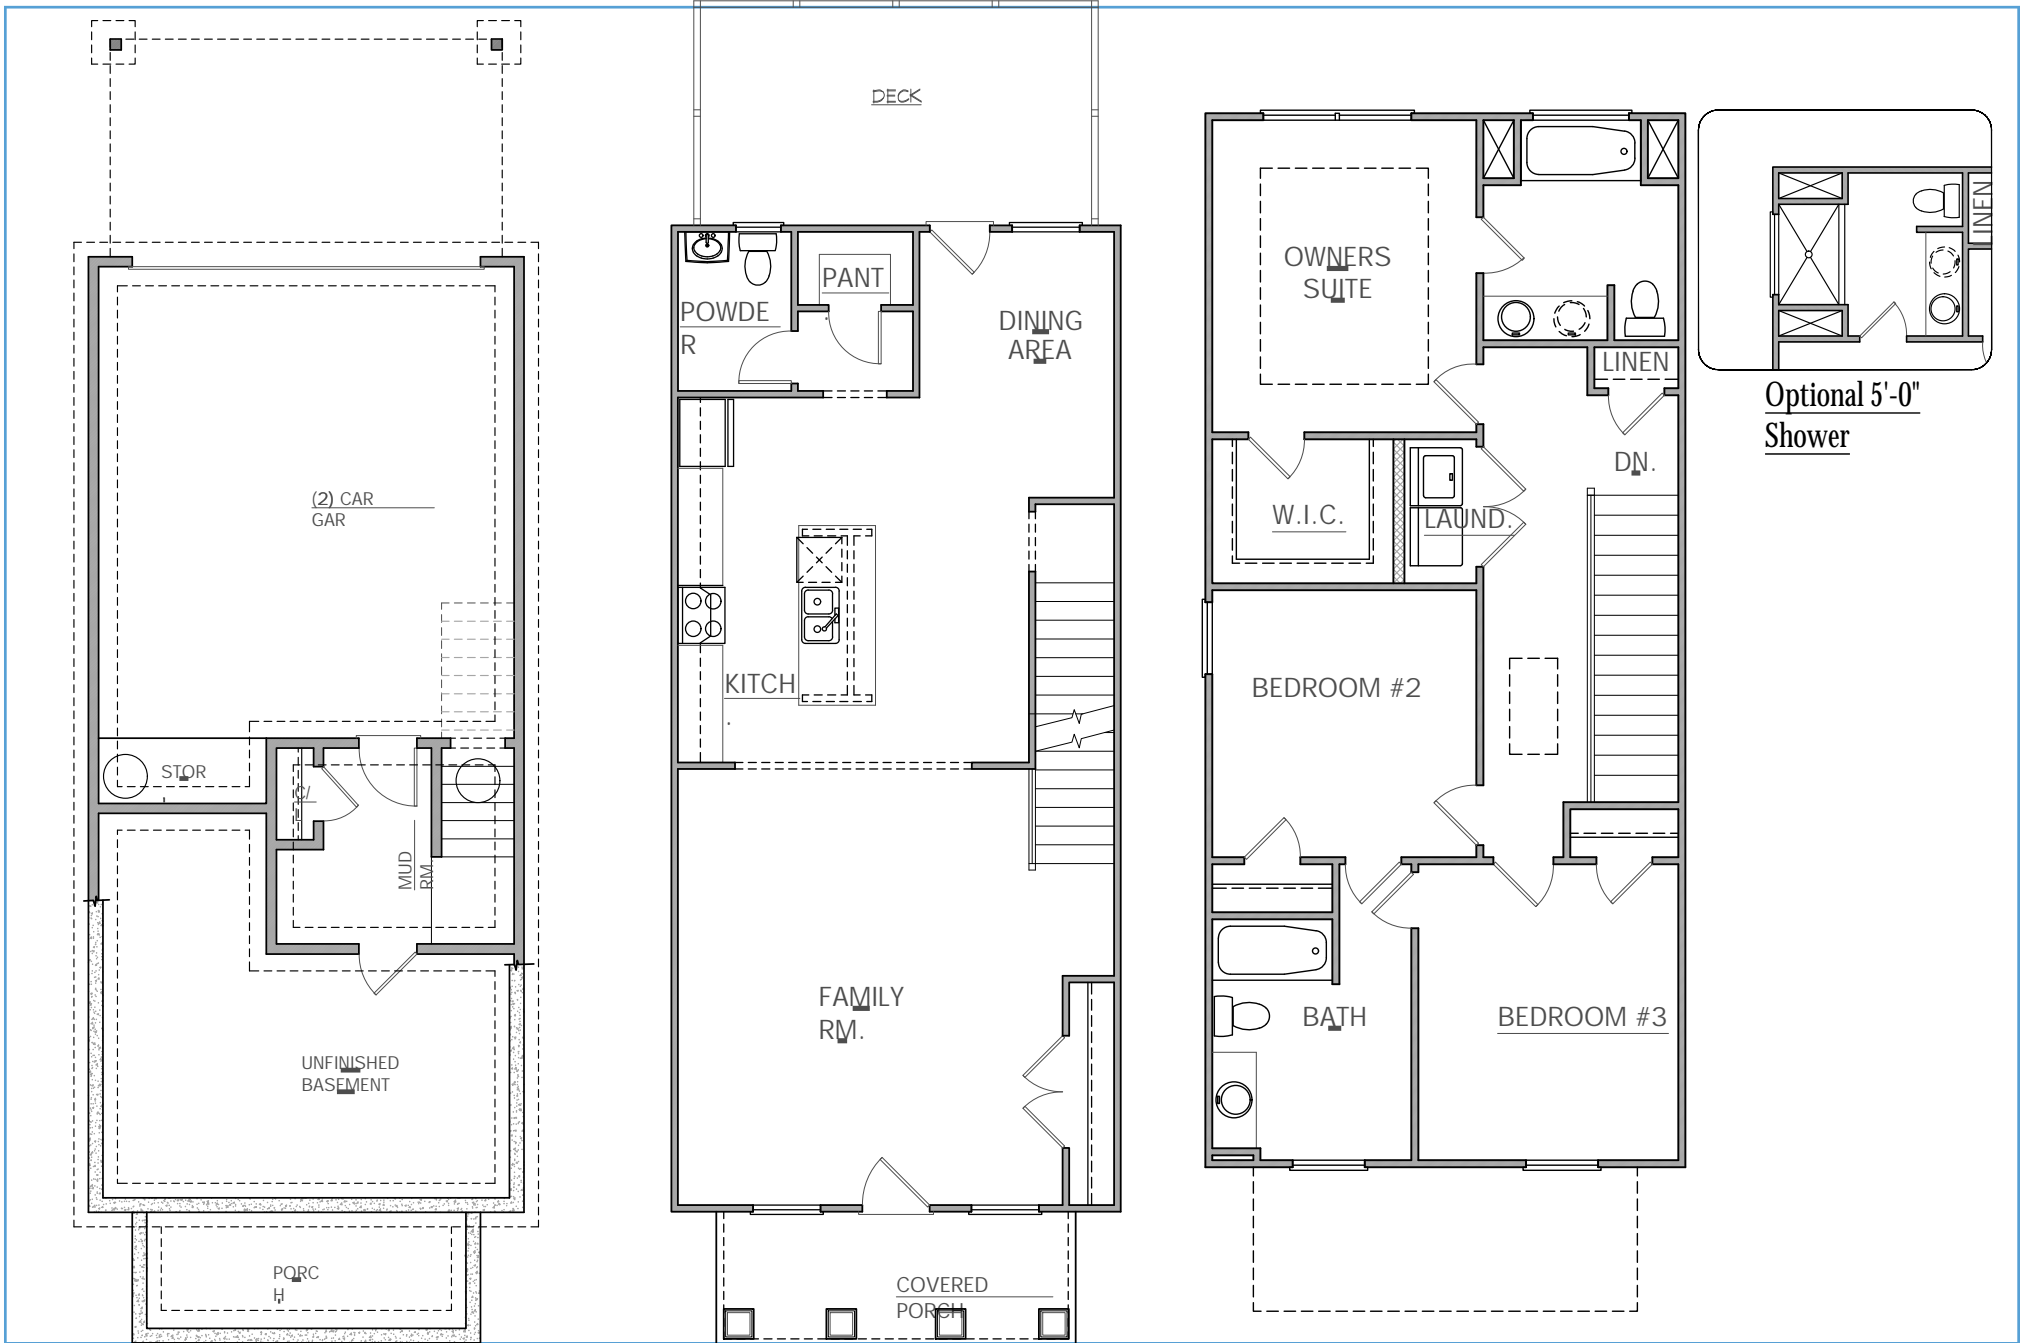 (2) CAR
GAR
STOR
.
C/
L
MUD
RM
UNFINISHED
BASEMENT
PORC
H
DECK
PANT
.
POWDE
R
DINING
AREA
KITCH
.
FAMILY
RM.
COVERED
PORCH
OWNERS
SUITE
LINEN
DN.
W.I.C.
LAUND.
BEDROOM #2
BATH
BEDROOM #3
LINEN
Optional 5'-0"
Shower